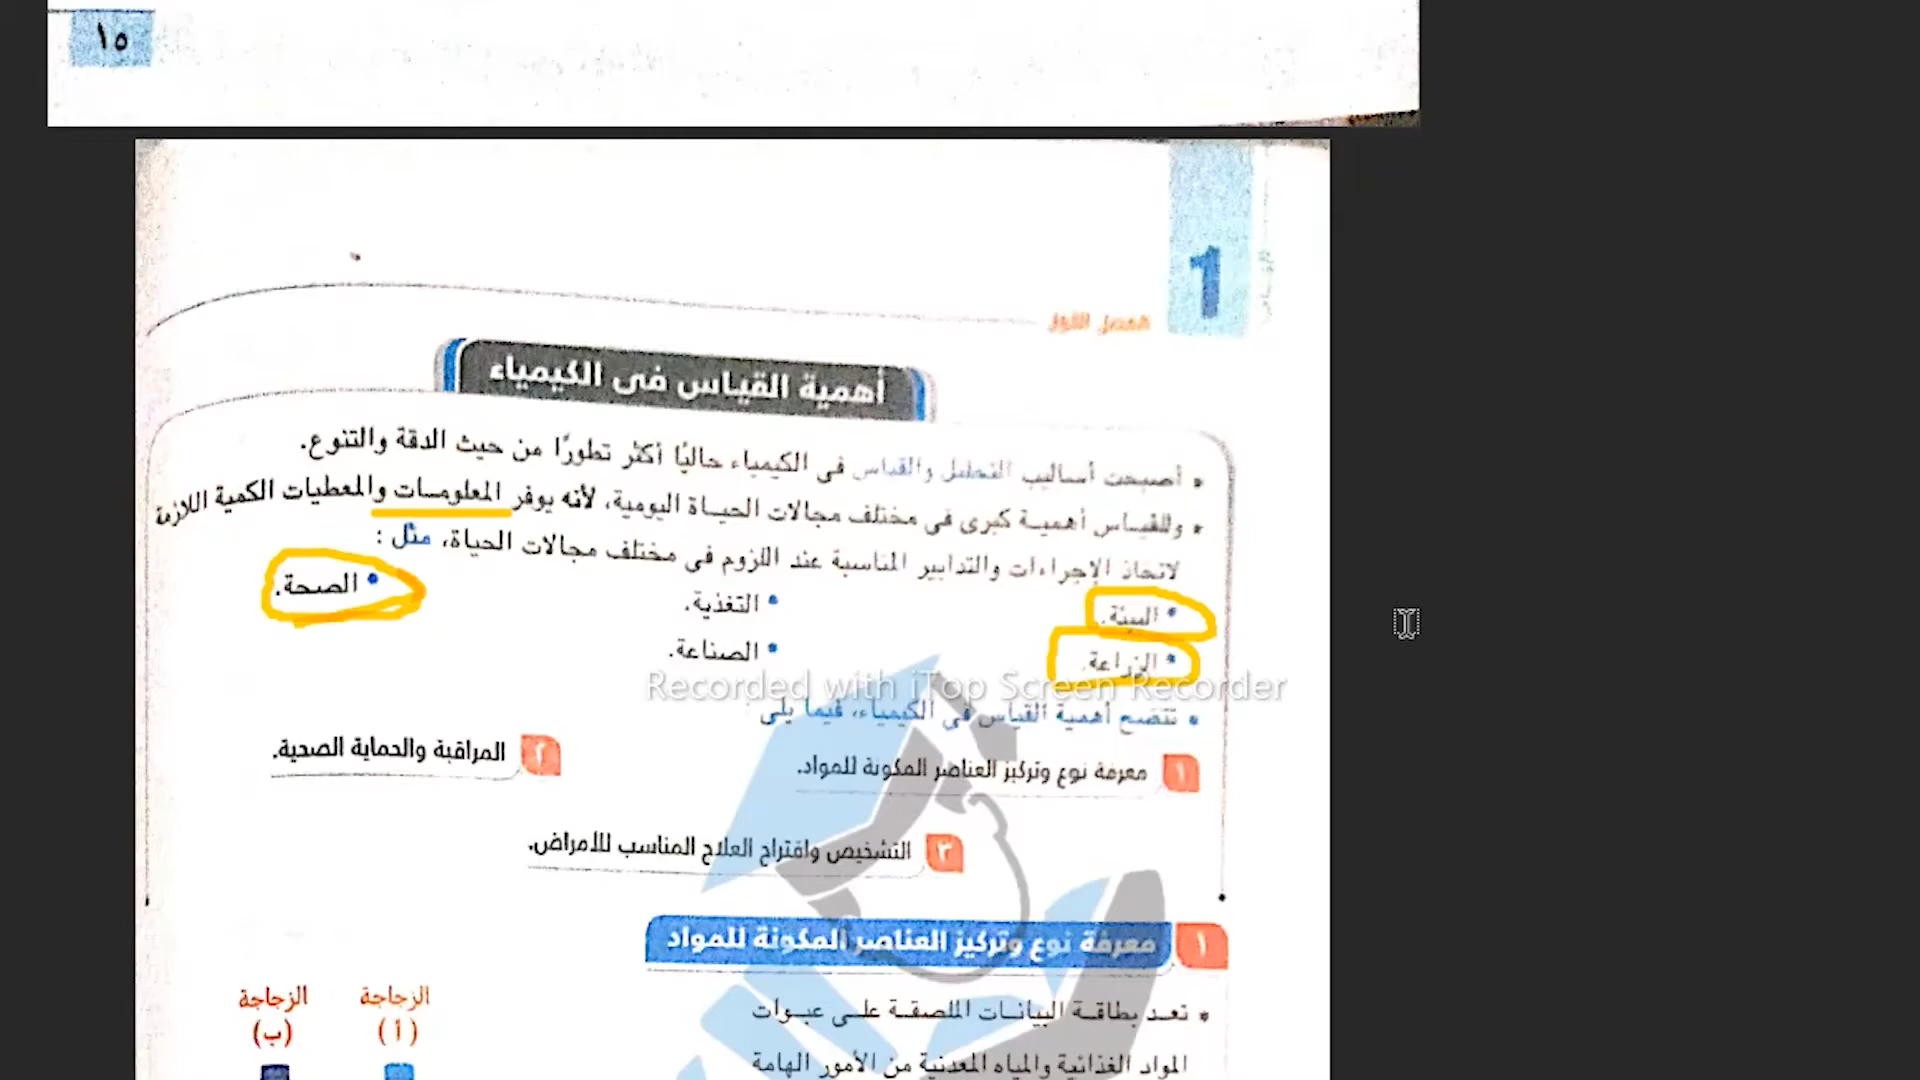 ١٥
1
الفصل الأول
أهمية القياس فى الكيمياء
• أصبحت أساليب التحليل والقياس فى الكيمياء حاليًا أكثر تطورًا من حيث الدقة والتنوع.
• وللقياس أهمية كبرى فى مختلف مجالات الحياة اليومية، لأنه يوفر المعلومات والمعطيات الكمية اللازمة
لاتخاذ الإجراءات والتدابير المناسبة عند اللزوم فى مختلف مجالات الحياة، مثل :
• البيئة. • التغذية. • الصحة.
• الزراعة. • الصناعة.
Recorded with iTop Screen Recorder
• تتضح أهمية القياس فى الكيمياء، فيما يلى :
١ معرفة نوع وتركيز العناصر المكونة للمواد. ٢ المراقبة والحماية الصحية.
٣ التشخيص واقتراح العلاج المناسب للأمراض.
١ معرفة نوع وتركيز العناصر المكونة للمواد
• تعد بطاقة البيانات الملصقة على عبوات
المواد الغذائية والمياه المعدنية من الأمور الهامة
الزجاجة (أ)
الزجاجة (ب)